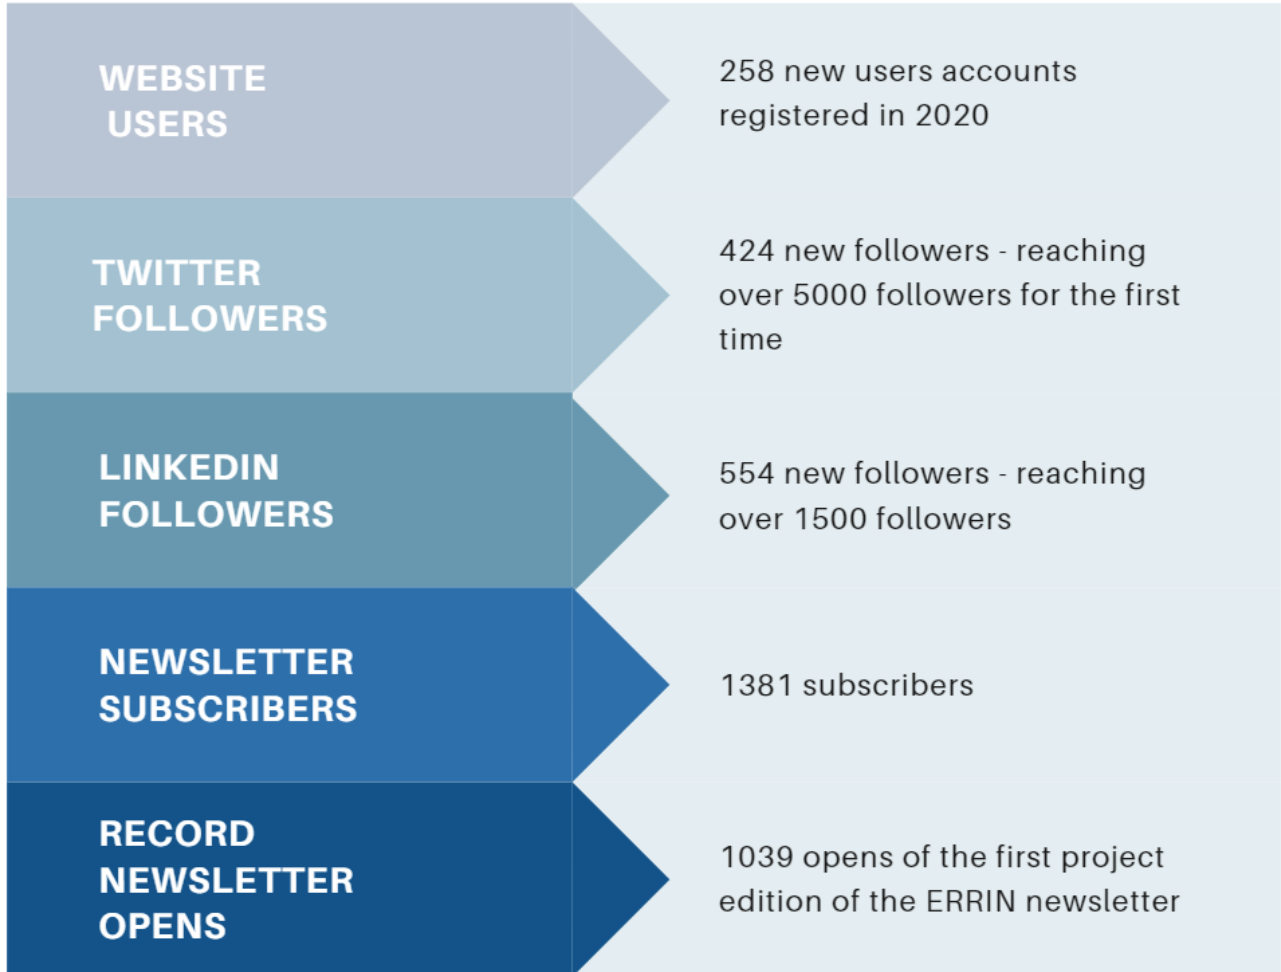 WEBSITE
USERS
258 new users accounts
registered in 2020
TWITTER
FOLLOWERS
424 new followers - reaching
over 5000 followers for the first
time
LINKEDIN
FOLLOWERS
554 new followers - reaching
over 1500 followers
NEWSLETTER
SUBSCRIBERS
1381 subscribers
RECORD
NEWSLETTER
OPENS
1039 opens of the first project
edition of the ERRIN newsletter